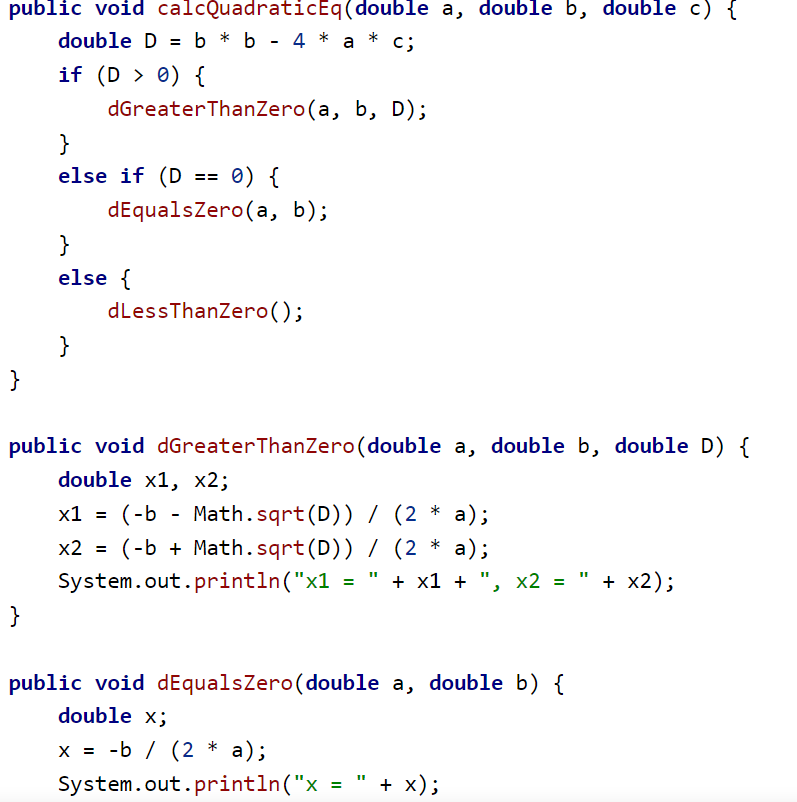 public void calcQuadraticEq(double a, double b, double c) {
    double D = b * b - 4 * a * c;
    if (D > 0) {
        dGreaterThanZero(a, b, D);
    }
    else if (D == 0) {
        dEqualsZero(a, b);
    }
    else {
        dLessThanZero();
    }
}

public void dGreaterThanZero(double a, double b, double D) {
    double x1, x2;
    x1 = (-b - Math.sqrt(D)) / (2 * a);
    x2 = (-b + Math.sqrt(D)) / (2 * a);
    System.out.println("x1 = " + x1 + ", x2 = " + x2);
}

public void dEqualsZero(double a, double b) {
    double x;
    x = -b / (2 * a);
    System.out.println("x = " + x);